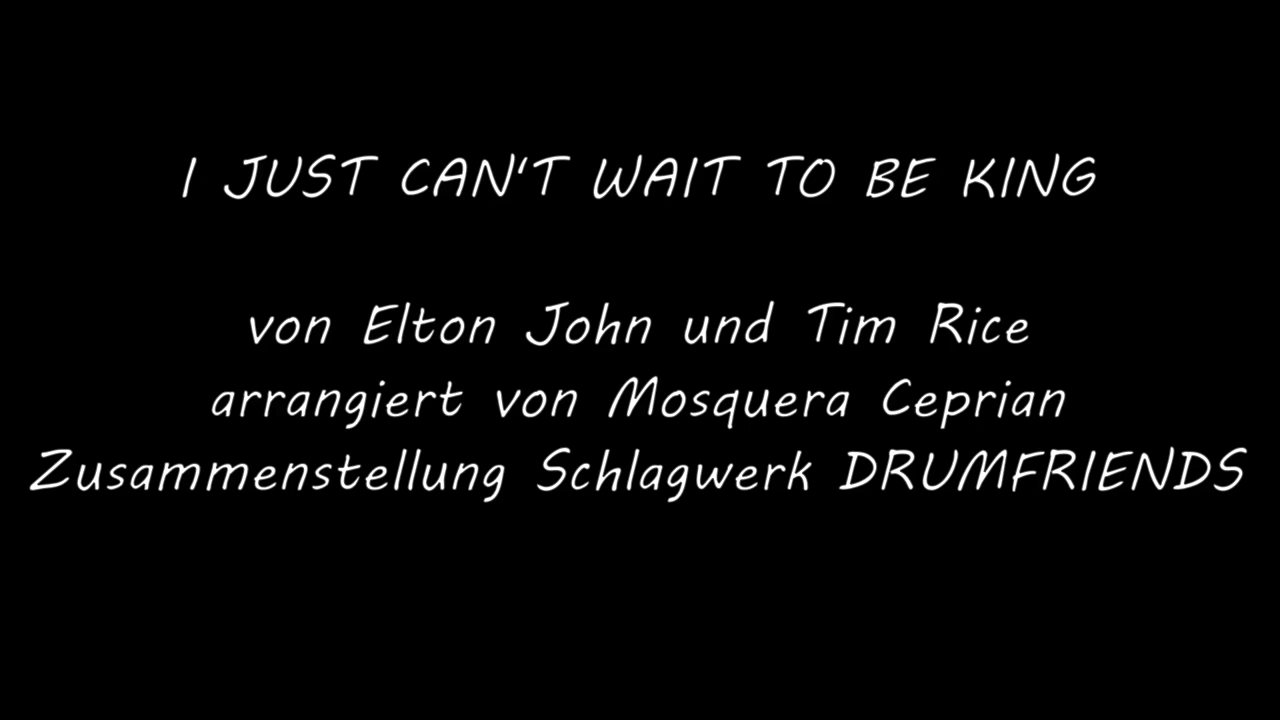 I JUST CAN'T WAIT TO BE KING
von Elton John und Tim Rice
arrangiert von Mosquera Ceprian
Zusammenstellung Schlagwerk DRUMFRIENDS